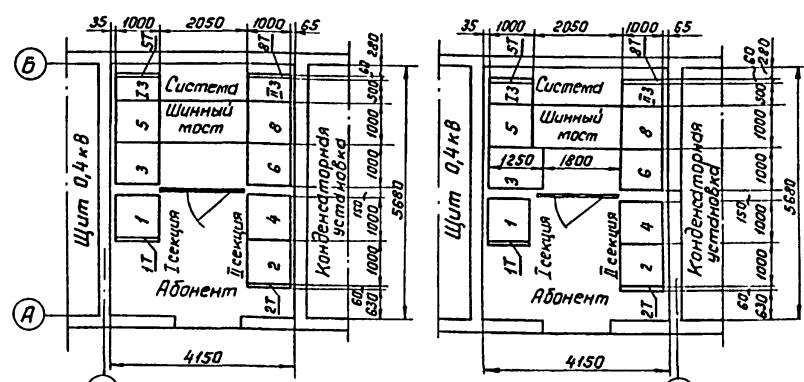 35 1000 2050 1000 65
5Т 8Т
Б
I3 Система II3
Шинный
мост
5 8
3 6
1 4
2
1Т 2Т
I секция
II секция
Абонент
Щит 0,4 кВ
Конденсаторная
установка
280
60
500
1000
1000
150
1000
1000
60
630
5680
А
4150
35 1000 2050 1000 65
5Т 8Т
I3 Система II3
Шинный
мост
5 8
1250 1800
3 6
1 4
2
1Т 2Т
I секция
II секция
Абонент
Щит 0,4 кВ
Конденсаторная
установка
280
60
500
1000
1000
150
1000
1000
60
630
5680
4150